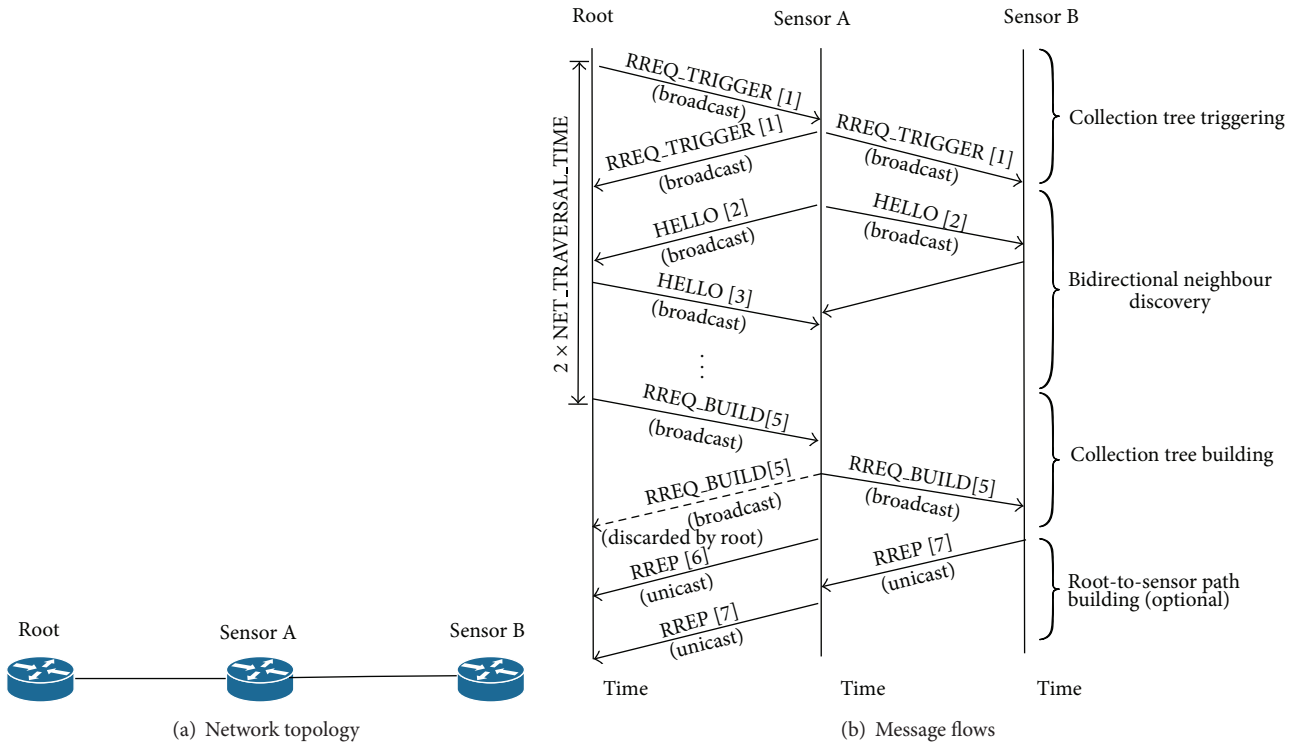 Root
Sensor A
Sensor B
RREQ_TRIGGER [1]
(broadcast)
RREQ_TRIGGER [1]
(broadcast)
RREQ_TRIGGER [1]
(broadcast)
Collection tree triggering
2 × NET_TRAVERSAL_TIME
HELLO [2]
(broadcast)
HELLO [2]
(broadcast)
HELLO [3]
(broadcast)
Bidirectional neighbour
discovery
⋮
RREQ_BUILD[5]
(broadcast)
RREQ_BUILD[5]
(broadcast)
(discarded by root)
RREQ_BUILD[5]
(broadcast)
Collection tree building
RREP [6]
(unicast)
RREP [7]
(unicast)
RREP [7]
(unicast)
Root-to-sensor path
building (optional)
Time
Time
Time
Root
Sensor A
Sensor B
(a) Network topology
(b) Message flows